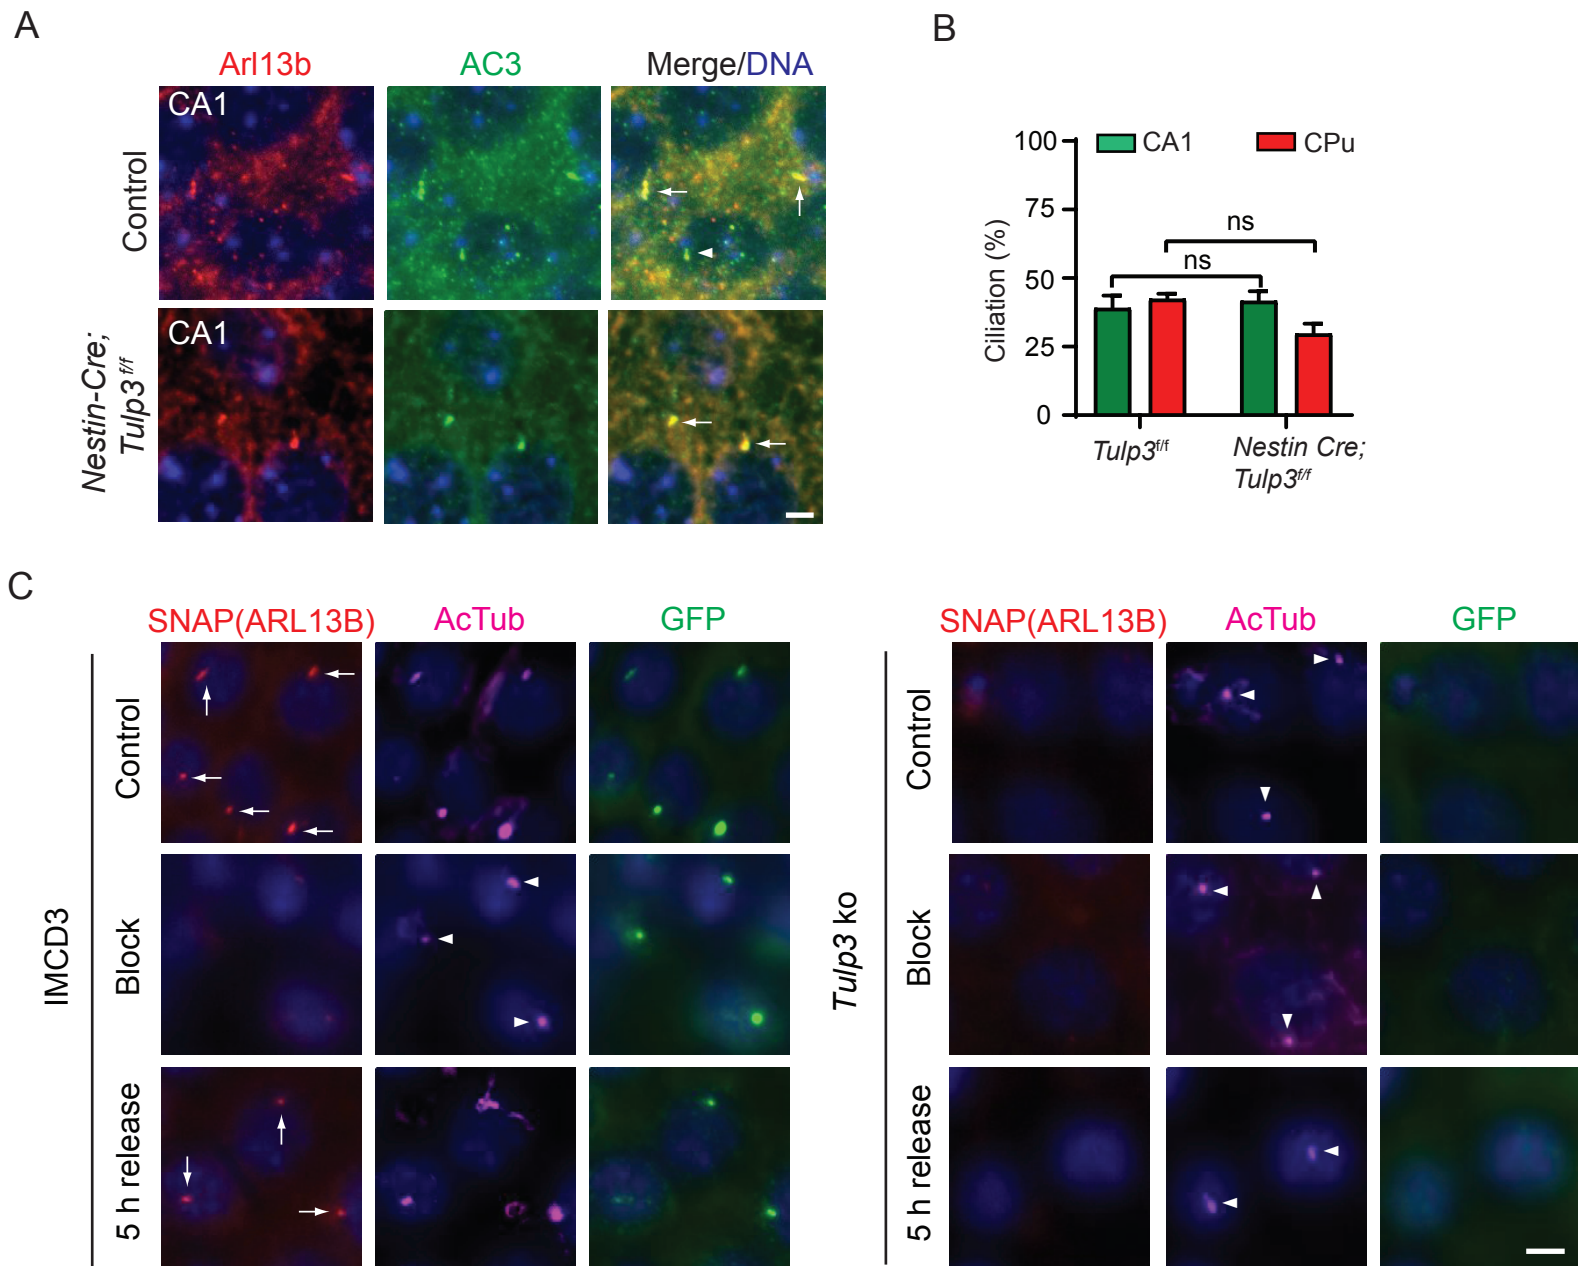 A
Arl13b
AC3
Merge/DNA
Control
CA1
Nestin-Cre;
Tulp3 f/f
CA1
B
Ciliation (%)
100
75
50
25
0
CA1
CPu
ns
ns
Tulp3f/f
Nestin Cre;
Tulp3f/f
C
SNAP(ARL13B)
AcTub
GFP
IMCD3
Control
Block
5 h release
SNAP(ARL13B)
AcTub
GFP
Tulp3 ko
Control
Block
5 h release